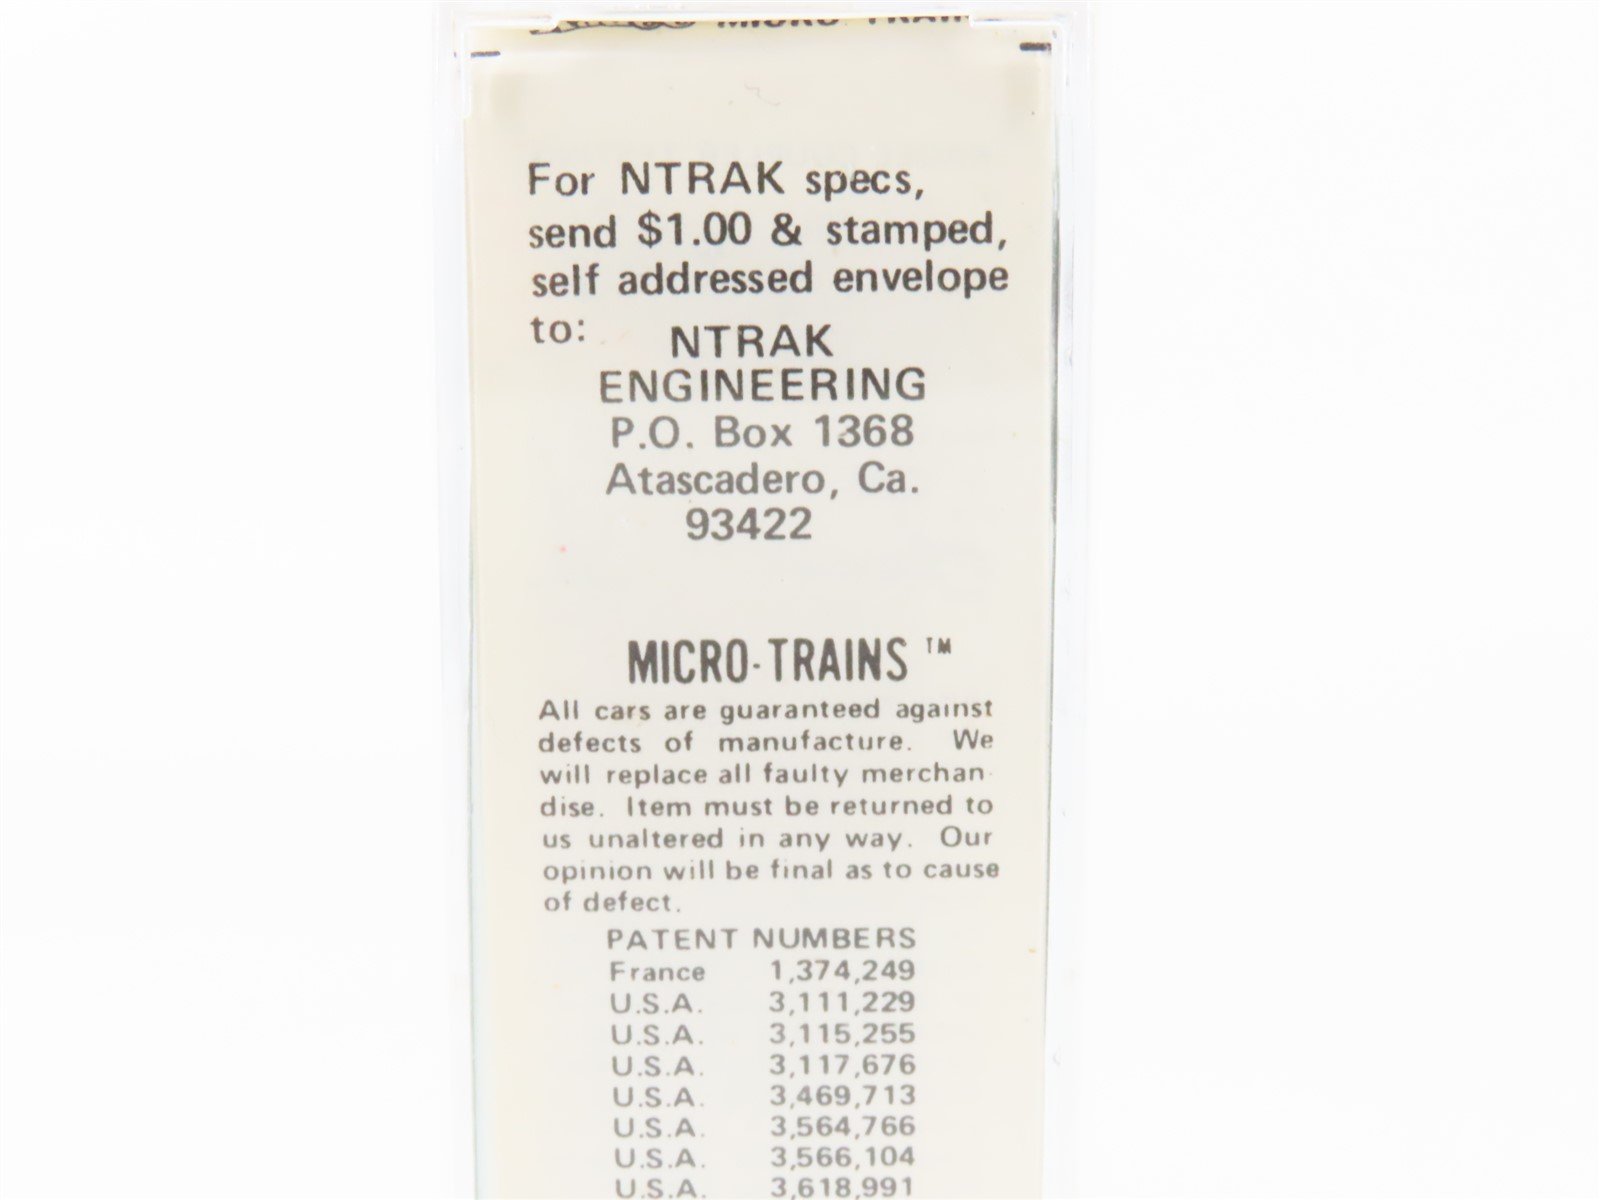 MICRO-TRAIN
For NTRAK specs,
send $1.00 & stamped,
self addressed envelope
to:
NTRAK
ENGINEERING
P.O. Box 1368
Atascadero, Ca.
93422
MICRO-TRAINS™
All cars are guaranteed against
defects of manufacture. We
will replace all faulty merchan-
dise. Item must be returned to
us unaltered in any way. Our
opinion will be final as to cause
of defect.
PATENT NUMBERS
France 1,374,249
U.S.A. 3,111,229
U.S.A. 3,115,255
U.S.A. 3,117,676
U.S.A. 3,469,713
U.S.A. 3,564,766
U.S.A. 3,566,104
U.S.A. 3,618,991